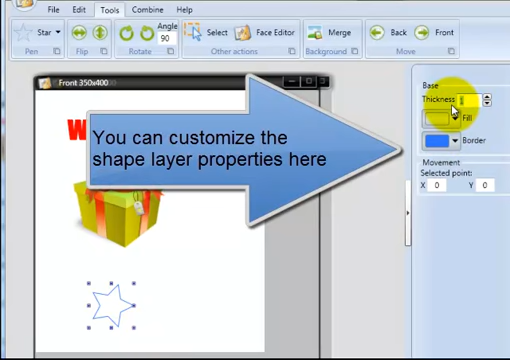 File Edit Tools Combine Help
Star Angle 90 Select Face Editor Merge Back Front
Pen Flip Rotate Other actions Background Move
Front 350x400
W
You can customize the
shape layer properties here
Base
Thickness
Fill
Border
Movement
Selected point:
X 0 Y 0